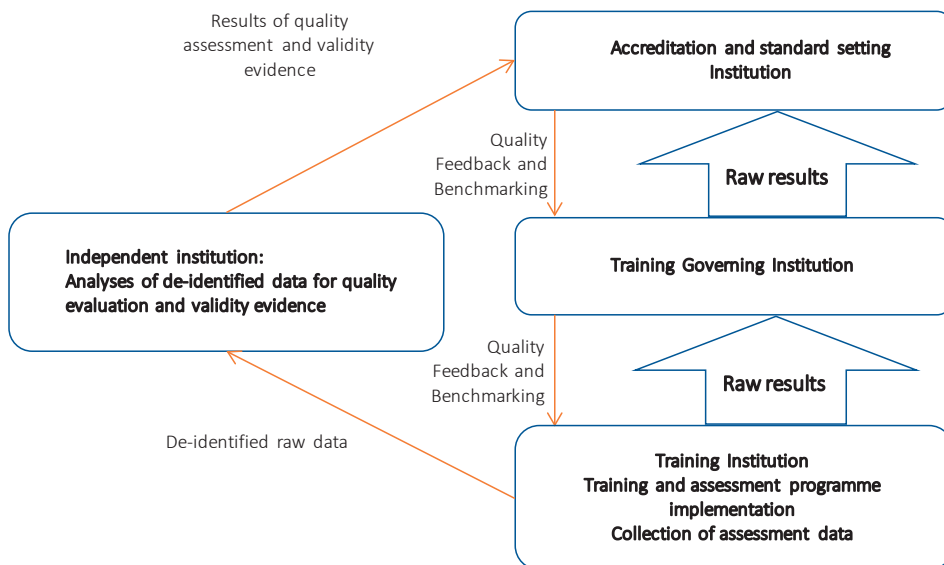 Results of quality
assessment and validity
evidence
Accreditation and standard setting
Institution
Quality
Feedback and
Benchmarking
Raw results
Independent institution:
Analyses of de-identified data for quality
evaluation and validity evidence
Training Governing Institution
Quality
Feedback and
Benchmarking
Raw results
De-identified raw data
Training Institution
Training and assessment programme
implementation
Collection of assessment data